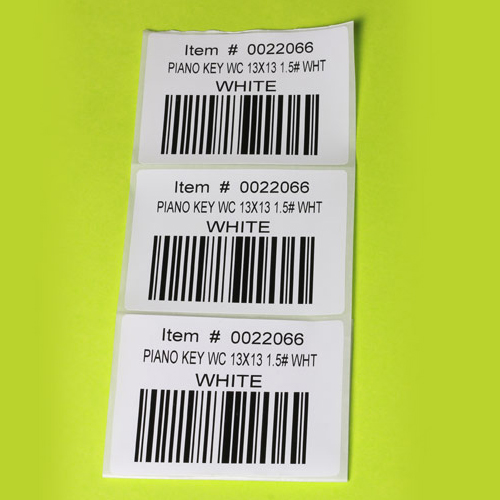 Item # 0022066
PIANO KEY WC 13X13 1.5# WHT
WHITE
Item # 0022066
PIANO KEY WC 13X13 1.5# WHT
WHITE
Item # 0022066
PIANO KEY WC 13X13 1.5# WHT
WHITE